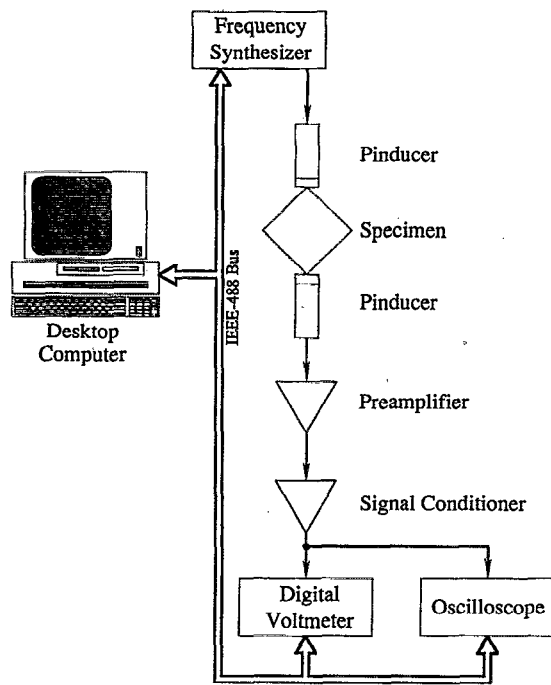 Frequency
Synthesizer
Pinducer
Specimen
Pinducer
IEEE-488 Bus
Desktop
Computer
Preamplifier
Signal Conditioner
Digital
Voltmeter
Oscilloscope